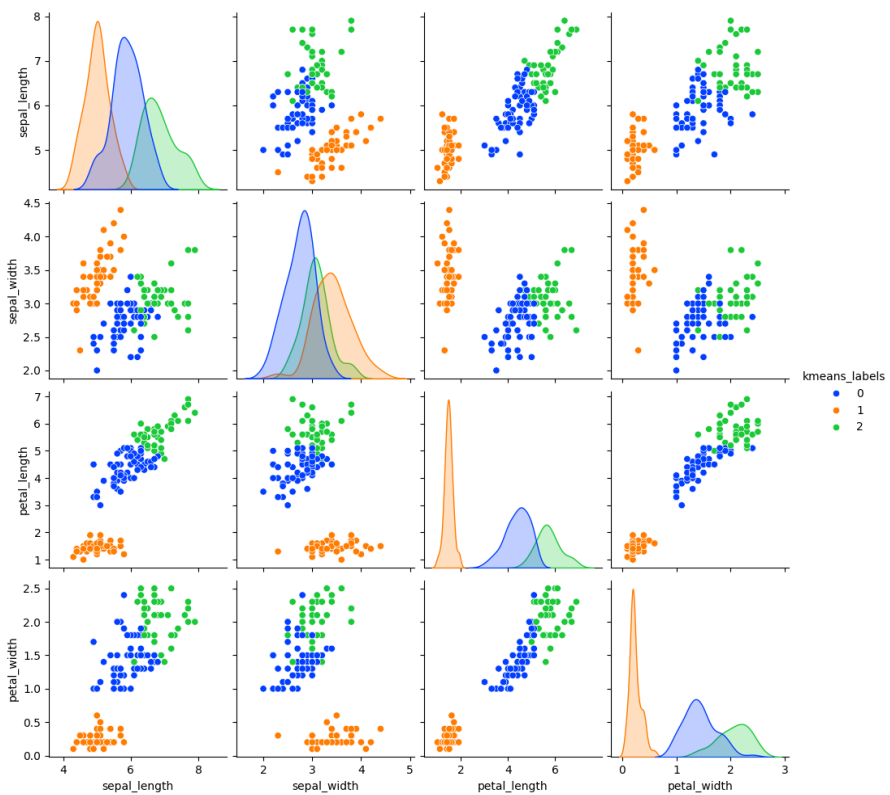 8
7
6
5
sepal_length
4.5
4.0
3.5
3.0
2.5
2.0
sepal_width
kmeans_labels
0
1
2
7
6
5
4
3
2
1
petal_length
2.5
2.0
1.5
1.0
0.5
0.0
petal_width
4 6 8
2 3 4 5
2 4 6
0 1 2 3
sepal_length sepal_width petal_length petal_width